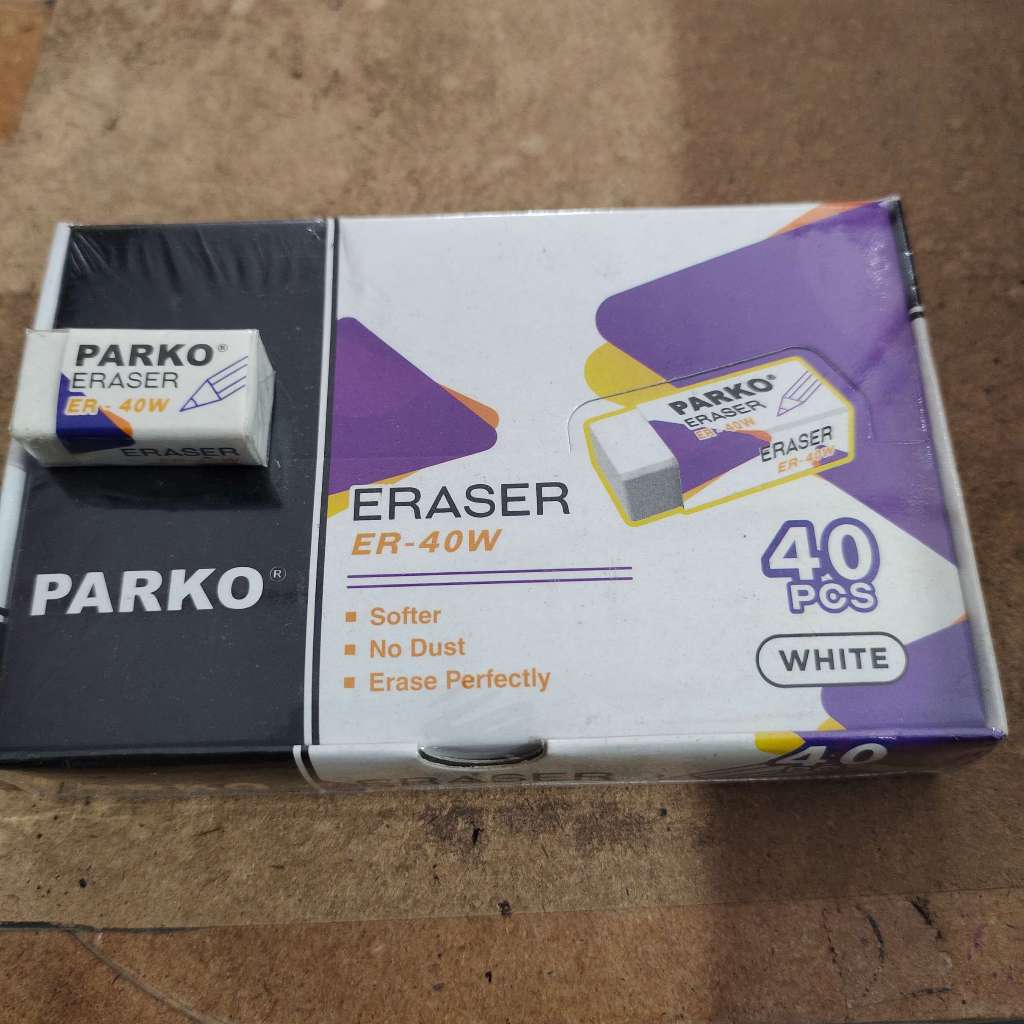 PARKO®
ERASER
ER - 40W
ERASER
PARKO®
ERASER
ER-40W
Softer
No Dust
Erase Perfectly
PARKO®
ERASER
ER-40W
ERASER
ER-40W
40
PCS
WHITE
ERASER
40